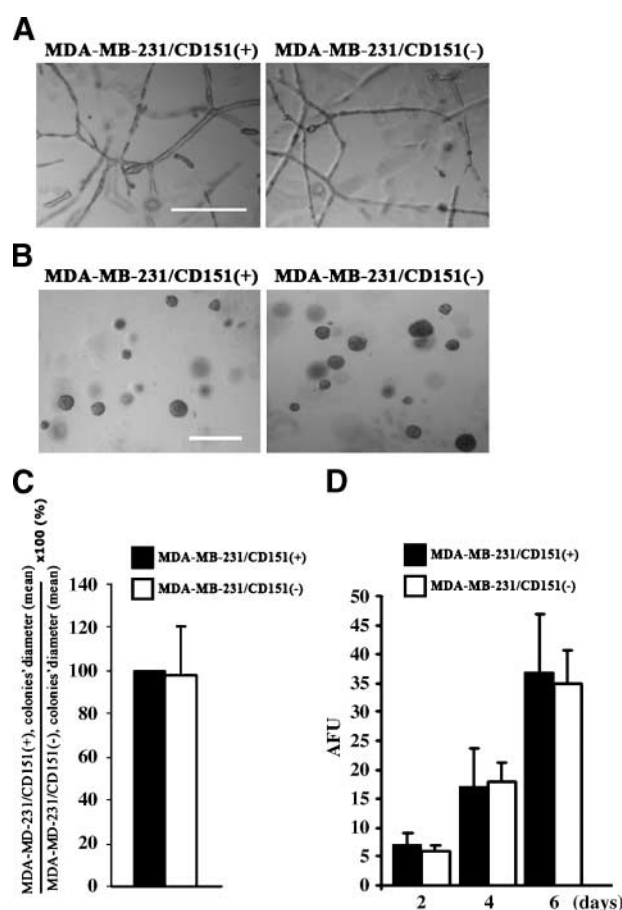 A
MDA-MB-231/CD151(+) MDA-MB-231/CD151(-)
B
MDA-MB-231/CD151(+) MDA-MB-231/CD151(-)
C
MDA-MD-231/CD151(+), colonies' diameter (mean)
MDA-MD-231/CD151(-), colonies' diameter (mean)
x100 (%)
MDA-MB-231/CD151(+)
MDA-MB-231/CD151(-)
140
120
100
80
60
40
20
0
D
MDA-MB-231/CD151(+)
MDA-MB-231/CD151(-)
AFU
50
45
40
35
30
25
20
15
10
5
0
2 4 6 (days)